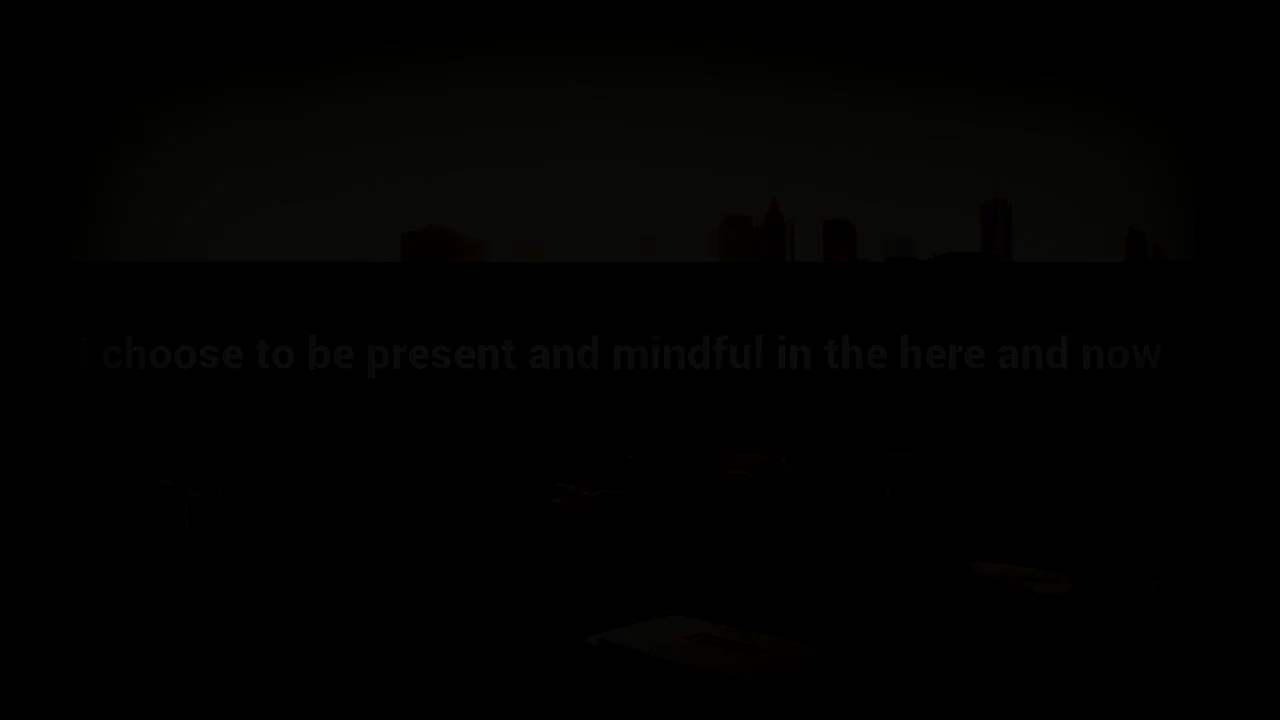 I choose to be present and mindful in the here and now